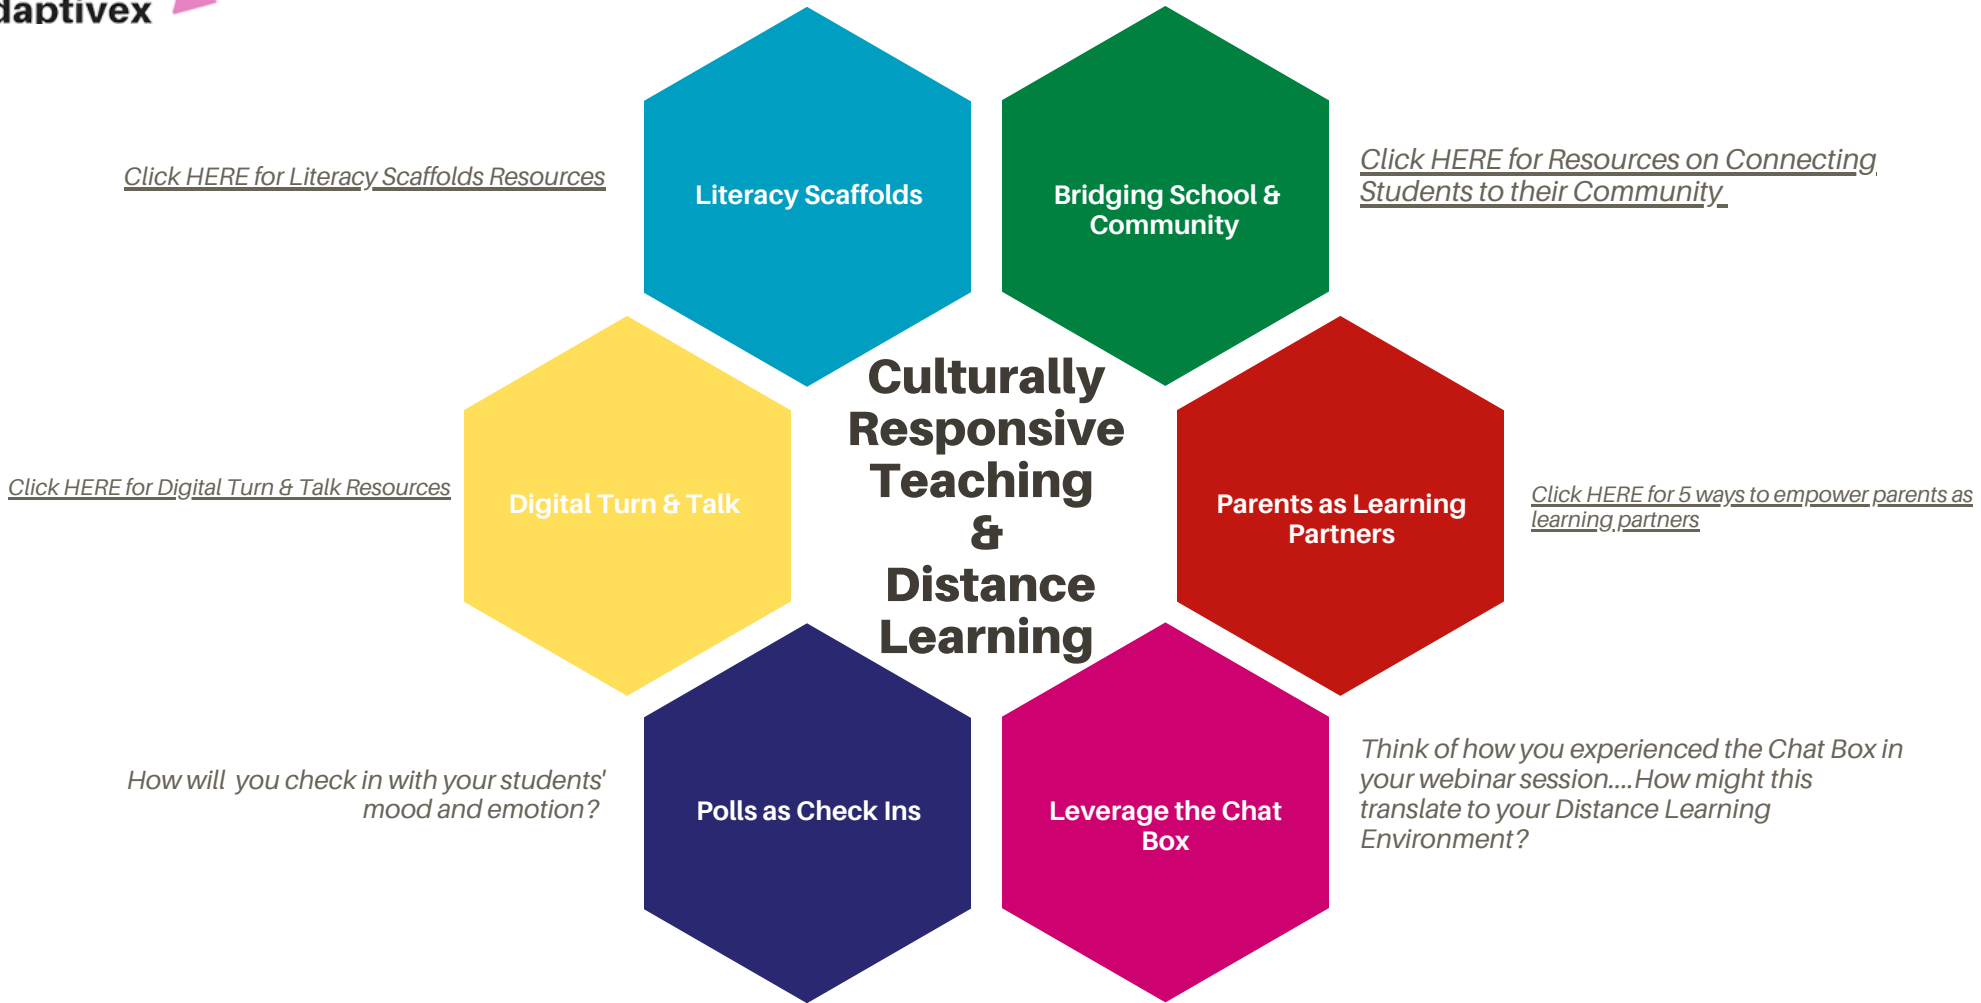 daptivex
Click HERE for Literacy Scaffolds Resources
Literacy Scaffolds
Bridging School &
Community
Click HERE for Resources on Connecting
Students to their Community
Culturally
Responsive
Teaching
&
Distance
Learning
Click HERE for Digital Turn & Talk Resources
Digital Turn & Talk
Parents as Learning
Partners
Click HERE for 5 ways to empower parents as
learning partners
How will you check in with your students'
mood and emotion?
Polls as Check Ins
Leverage the Chat
Box
Think of how you experienced the Chat Box in
your webinar session....How might this
translate to your Distance Learning
Environment?